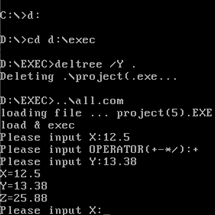 C:\>d:
D:\>cd d:\exec
D:\EXEC>deltree /Y .
Deleting .\project(.exe...
D:\EXEC>..\all.com
loading file ... project(5).EXE
load & exec
Please input X:12.5
Please input OPERATOR(+-*/):+
Please input Y:13.38
X=12.5
Y=13.38
Z=25.88
Please input X:_